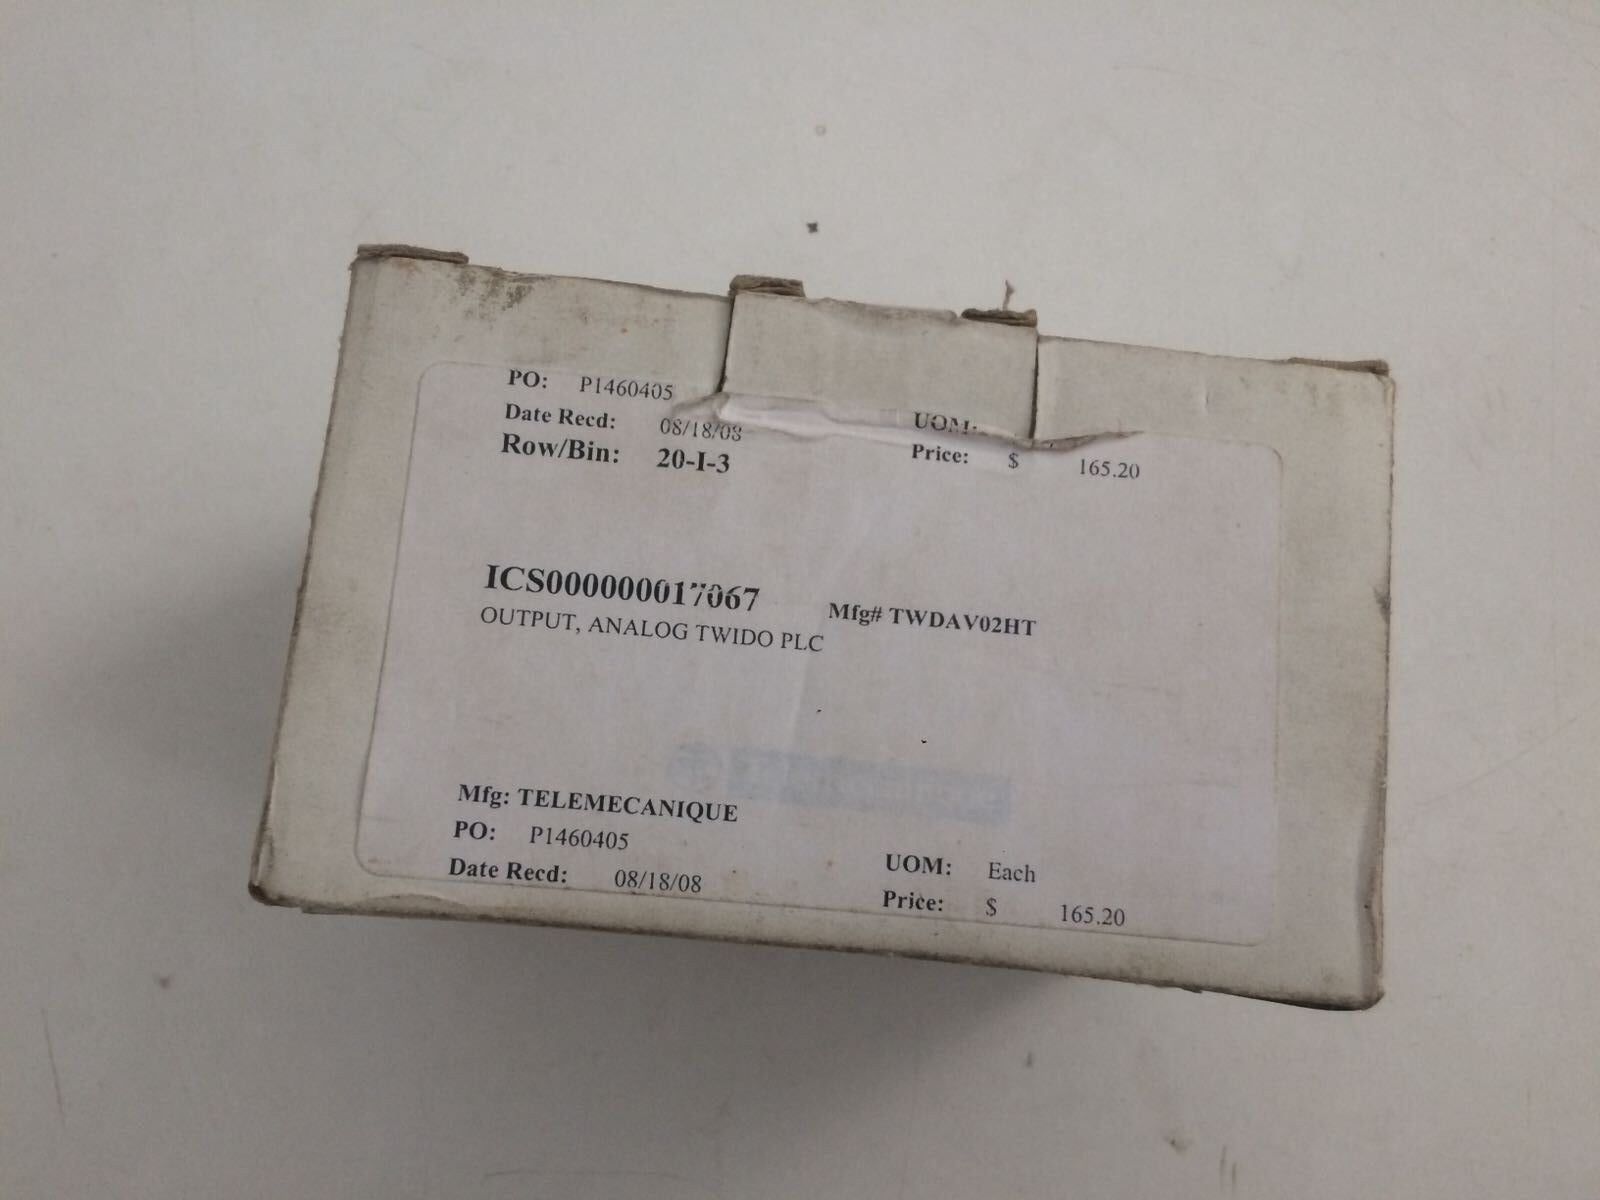 PO: P1460405
Date Recd: 08/18/08 UOM:
Row/Bin: 20-I-3 Price: $ 165.20
ICS000000017067 Mfg# TWDAV02HT
OUTPUT, ANALOG TWIDO PLC
Mfg: TELEMECANIQUE
PO: P1460405 UOM: Each
Date Recd: 08/18/08 Price: $ 165.20